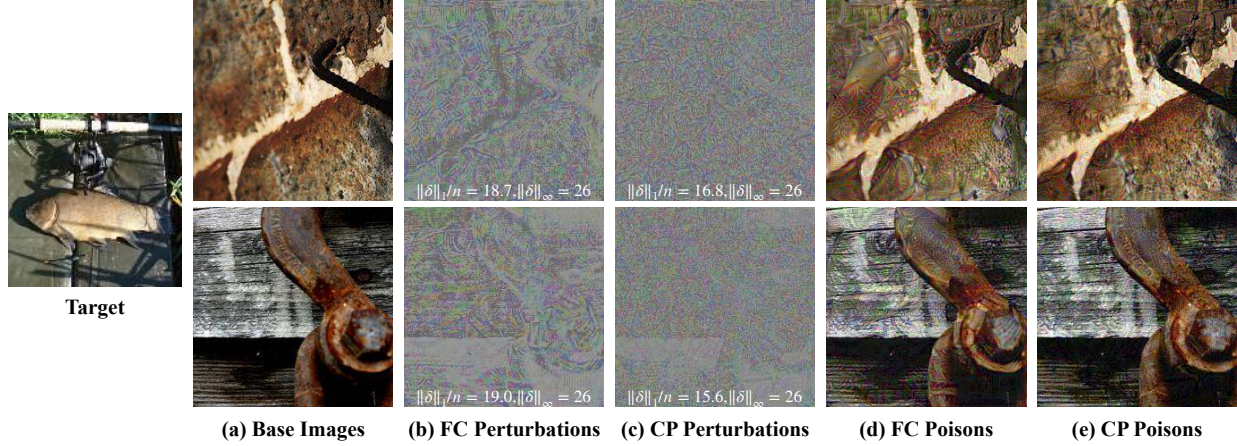 ‖δ‖₁/n = 18.7,‖δ‖∞ = 26
‖δ‖₁/n = 16.8,‖δ‖∞ = 26
‖δ‖₁/n = 19.0,‖δ‖∞ = 26
‖δ‖₁/n = 15.6,‖δ‖∞ = 26
Target
(a) Base Images
(b) FC Perturbations
(c) CP Perturbations
(d) FC Poisons
(e) CP Poisons